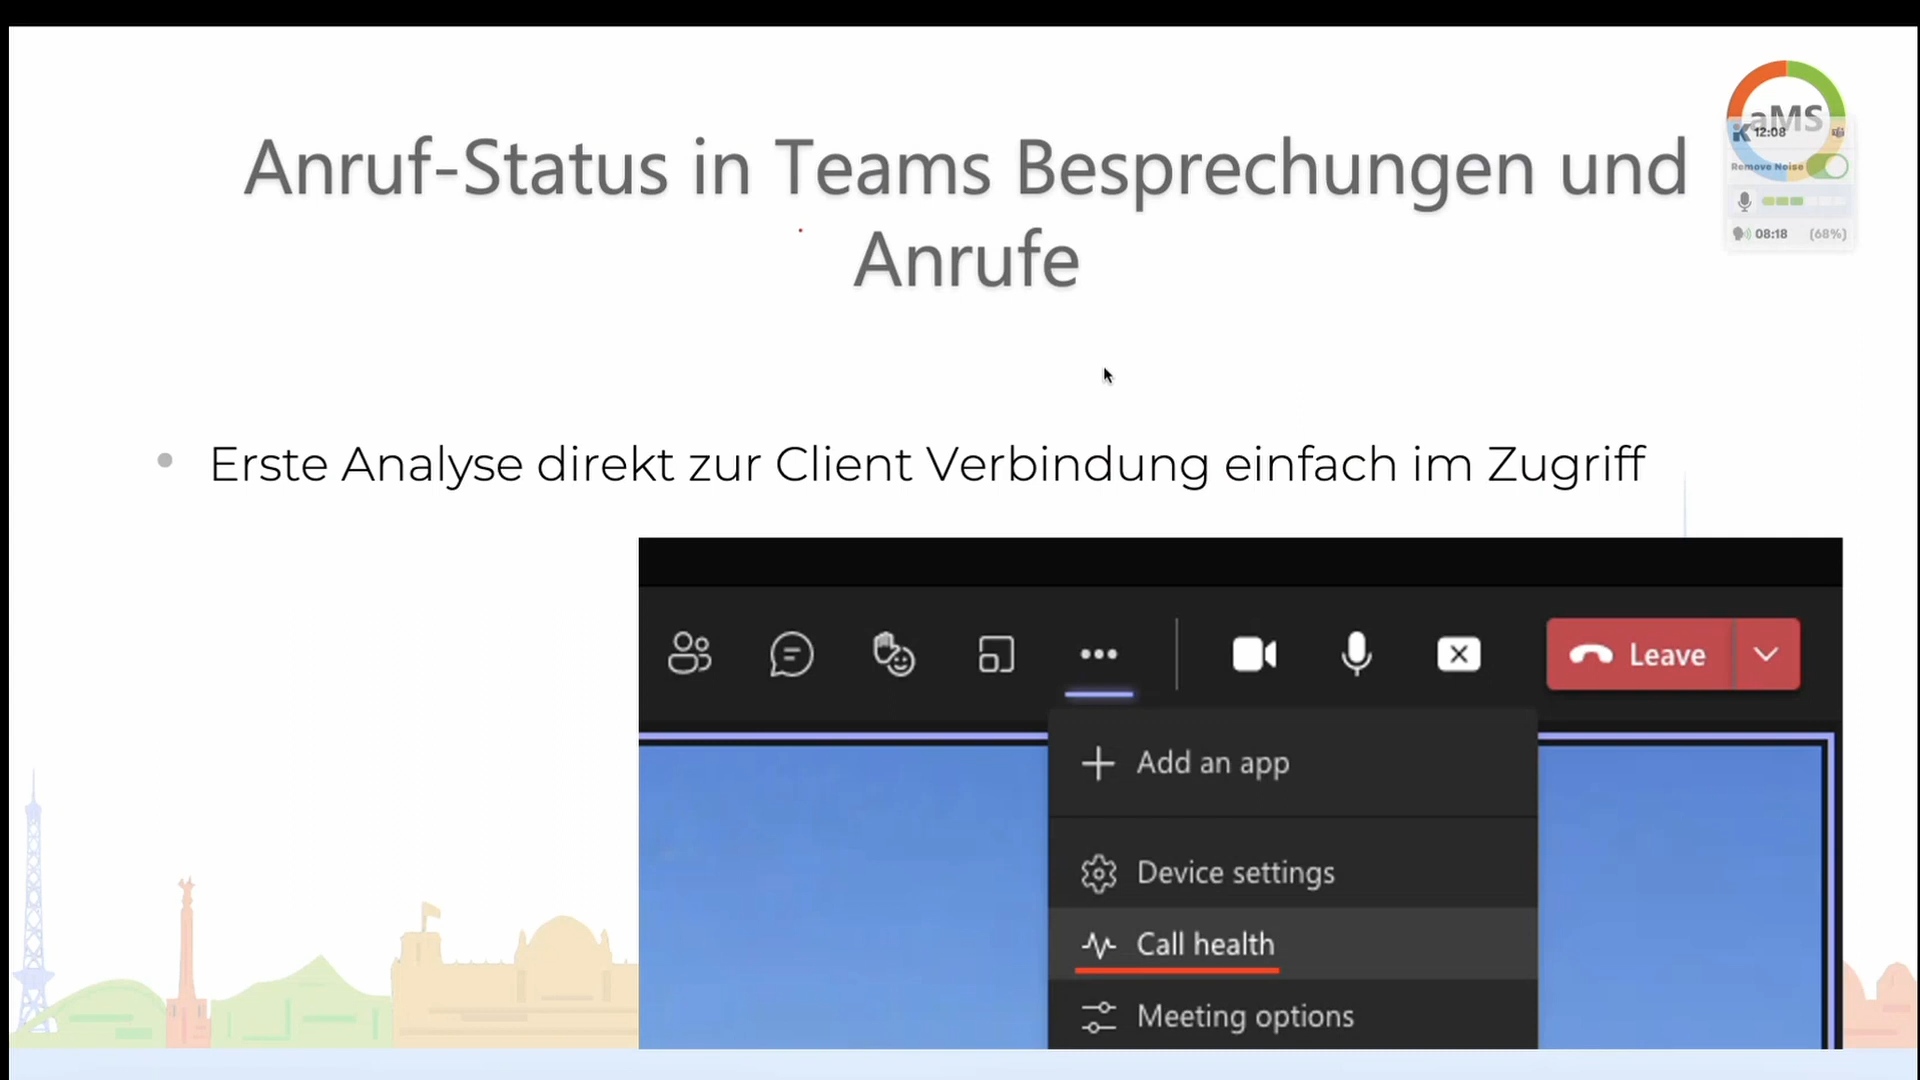 Anruf-Status in Teams Besprechungen und
Anrufe
aMS
12:08
Remove Noise
08:18 (68%)
• Erste Analyse direkt zur Client Verbindung einfach im Zugriff
Leave
Add an app
Device settings
Call health
Meeting options